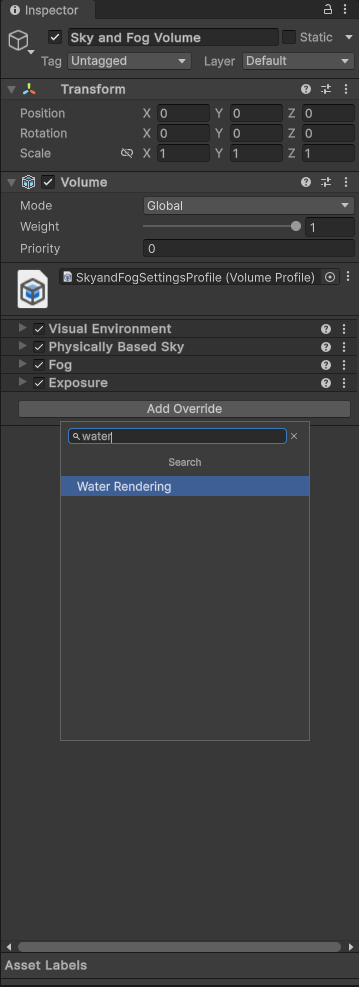 Inspector
Sky and Fog Volume Static
Tag Untagged Layer Default
Transform
Position X 0 Y 0 Z 0
Rotation X 0 Y 0 Z 0
Scale X 1 Y 1 Z 1
Volume
Mode Global
Weight 1
Priority 0
SkyandFogSettingsProfile (Volume Profile)
Visual Environment
Physically Based Sky
Fog
Exposure
Add Override
water
Search
Water Rendering
Asset Labels